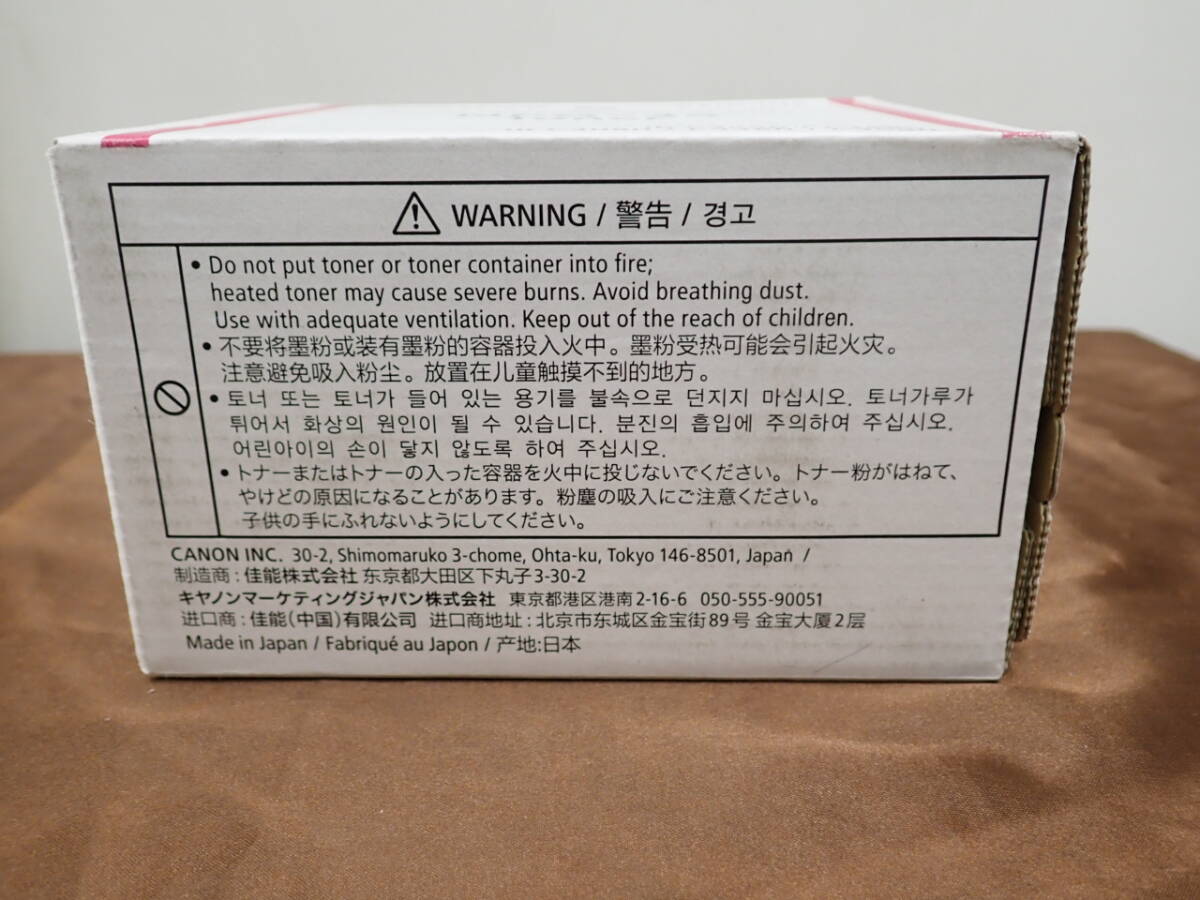 WARNING / 警告 / 경고
• Do not put toner or toner container into fire;
heated toner may cause severe burns. Avoid breathing dust.
Use with adequate ventilation. Keep out of the reach of children.
• 不要将墨粉或装有墨粉的容器投入火中。墨粉受热可能会引起火灾。
注意避免吸入粉尘。放置在儿童触摸不到的地方。
• 토너 또는 토너가 들어 있는 용기를 불속으로 던지지 마십시오. 토너가루가
튀어서 화상의 원인이 될 수 있습니다. 분진의 흡입에 주의하여 주십시오.
어린아이의 손이 닿지 않도록 하여 주십시오.
• トナーまたはトナーの入った容器を火中に投じないでください。トナー粉がはねて、
やけどの原因になることがあります。粉塵の吸入にご注意ください。
子供の手にふれないようにしてください。
CANON INC. 30-2, Shimomaruko 3-chome, Ohta-ku, Tokyo 146-8501, Japan /
制造商:佳能株式会社 东京都大田区下丸子3-30-2
キヤノンマーケティングジャパン株式会社 東京都港区港南2-16-6 050-555-90051
进口商:佳能(中国)有限公司 进口商地址:北京市东城区金宝街89号 金宝大厦2层
Made in Japan / Fabriqué au Japon / 产地:日本